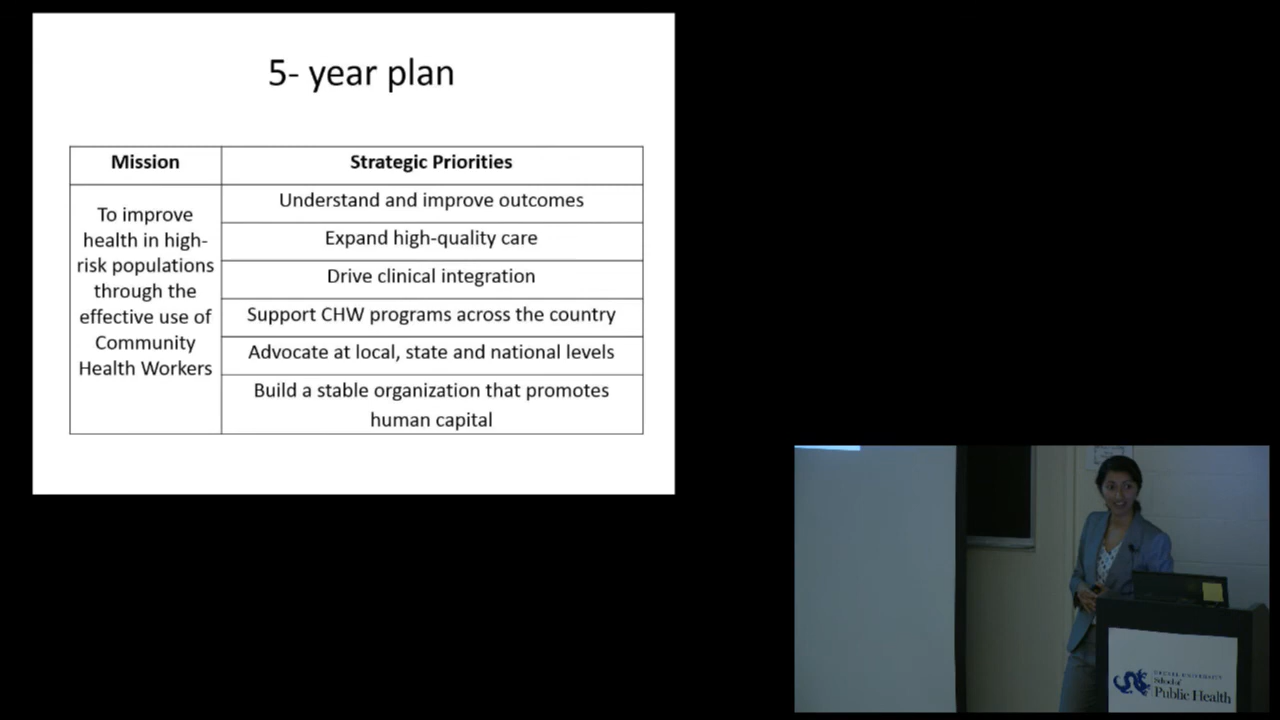 5- year plan
Mission
Strategic Priorities
To improve
health in high-
risk populations
through the
effective use of
Community
Health Workers
Understand and improve outcomes
Expand high-quality care
Drive clinical integration
Support CHW programs across the country
Advocate at local, state and national levels
Build a stable organization that promotes
human capital
DREXEL UNIVERSITY
School of
Public Health